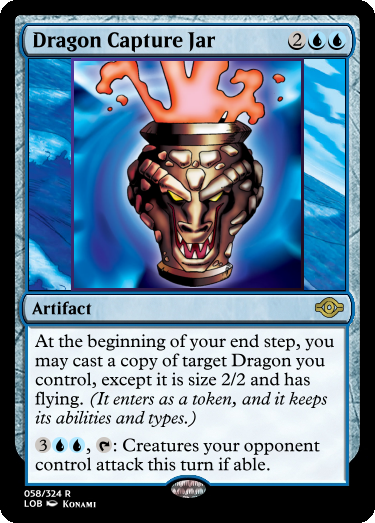 Dragon Capture Jar 2
Artifact
At the beginning of your end step, you
may cast a copy of target Dragon you
control, except it is size 2/2 and has
flying. (It enters as a token, and it keeps
its abilities and types.)
3, : Creatures your opponent
control attack this turn if able.
058/324 R
LOB Konami